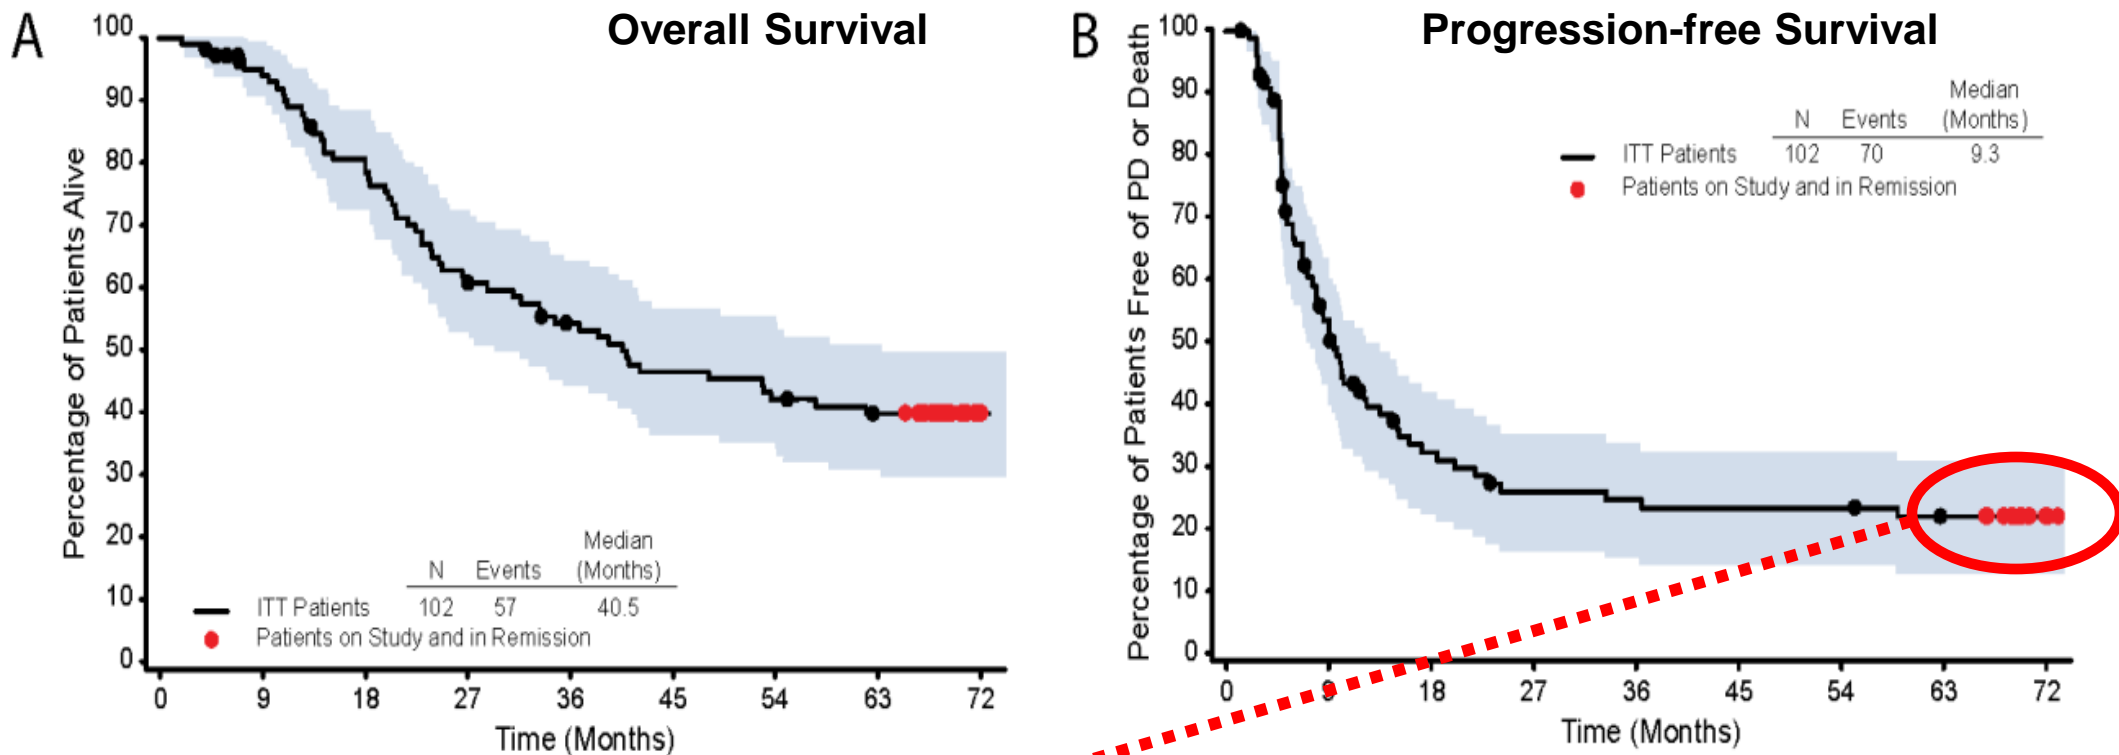 A
Overall Survival
Percentage of Patients Alive
100
90
80
70
60
50
40
30
20
10
0
Median
N Events (Months)
ITT Patients 102 57 40.5
Patients on Study and in Remission
0 9 18 27 36 45 54 63 72
Time (Months)
B
Progression-free Survival
Percentage of Patients Free of PD or Death
100
90
80
70
60
50
40
30
20
10
0
Median
N Events (Months)
ITT Patients 102 70 9.3
Patients on Study and in Remission
0 9 18 27 36 45 54 63 72
Time (Months)